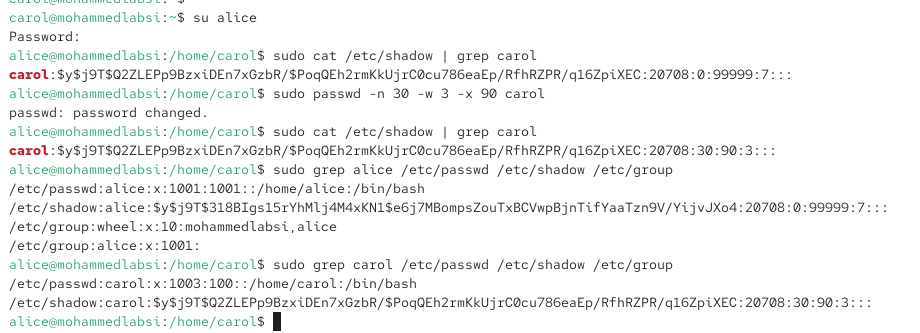 carol@mohammedlabsi:~$ su alice
Password:
alice@mohammedlabsi:/home/carol$ sudo cat /etc/shadow | grep carol
carol:$y$j9T$Q2ZLEPp9BzxiDEn7xGzbR/$PoqQEh2rmKkUjrC0cu786eaEp/RfhRZPR/q16ZpiXEC:20708:0:99999:7:::
alice@mohammedlabsi:/home/carol$ sudo passwd -n 30 -w 3 -x 90 carol
passwd: password changed.
alice@mohammedlabsi:/home/carol$ sudo cat /etc/shadow | grep carol
carol:$y$j9T$Q2ZLEPp9BzxiDEn7xGzbR/$PoqQEh2rmKkUjrC0cu786eaEp/RfhRZPR/q16ZpiXEC:20708:30:90:3:::
alice@mohammedlabsi:/home/carol$ sudo grep alice /etc/passwd /etc/shadow /etc/group
/etc/passwd:alice:x:1001:1001::/home/alice:/bin/bash
/etc/shadow:alice:$y$j9T$318BIgs15rYhMlj4M4xKN1$e6j7MBompsZouTxBCVwpBjnTifYaaTzn9V/YijvJXo4:20708:0:99999:7:::
/etc/group:wheel:x:10:mohammedlabsi,alice
/etc/group:alice:x:1001:
alice@mohammedlabsi:/home/carol$ sudo grep carol /etc/passwd /etc/shadow /etc/group
/etc/passwd:carol:x:1003:100::/home/carol:/bin/bash
/etc/shadow:carol:$y$j9T$Q2ZLEPp9BzxiDEn7xGzbR/$PoqQEh2rmKkUjrC0cu786eaEp/RfhRZPR/q16ZpiXEC:20708:30:90:3:::
alice@mohammedlabsi:/home/carol$